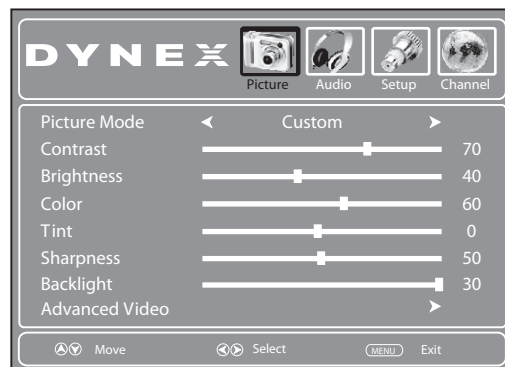 DYNEX
Picture Audio Setup Channel
Picture Mode Custom
Contrast 70
Brightness 40
Color 60
Tint 0
Sharpness 50
Backlight 30
Advanced Video
Move Select MENU Exit